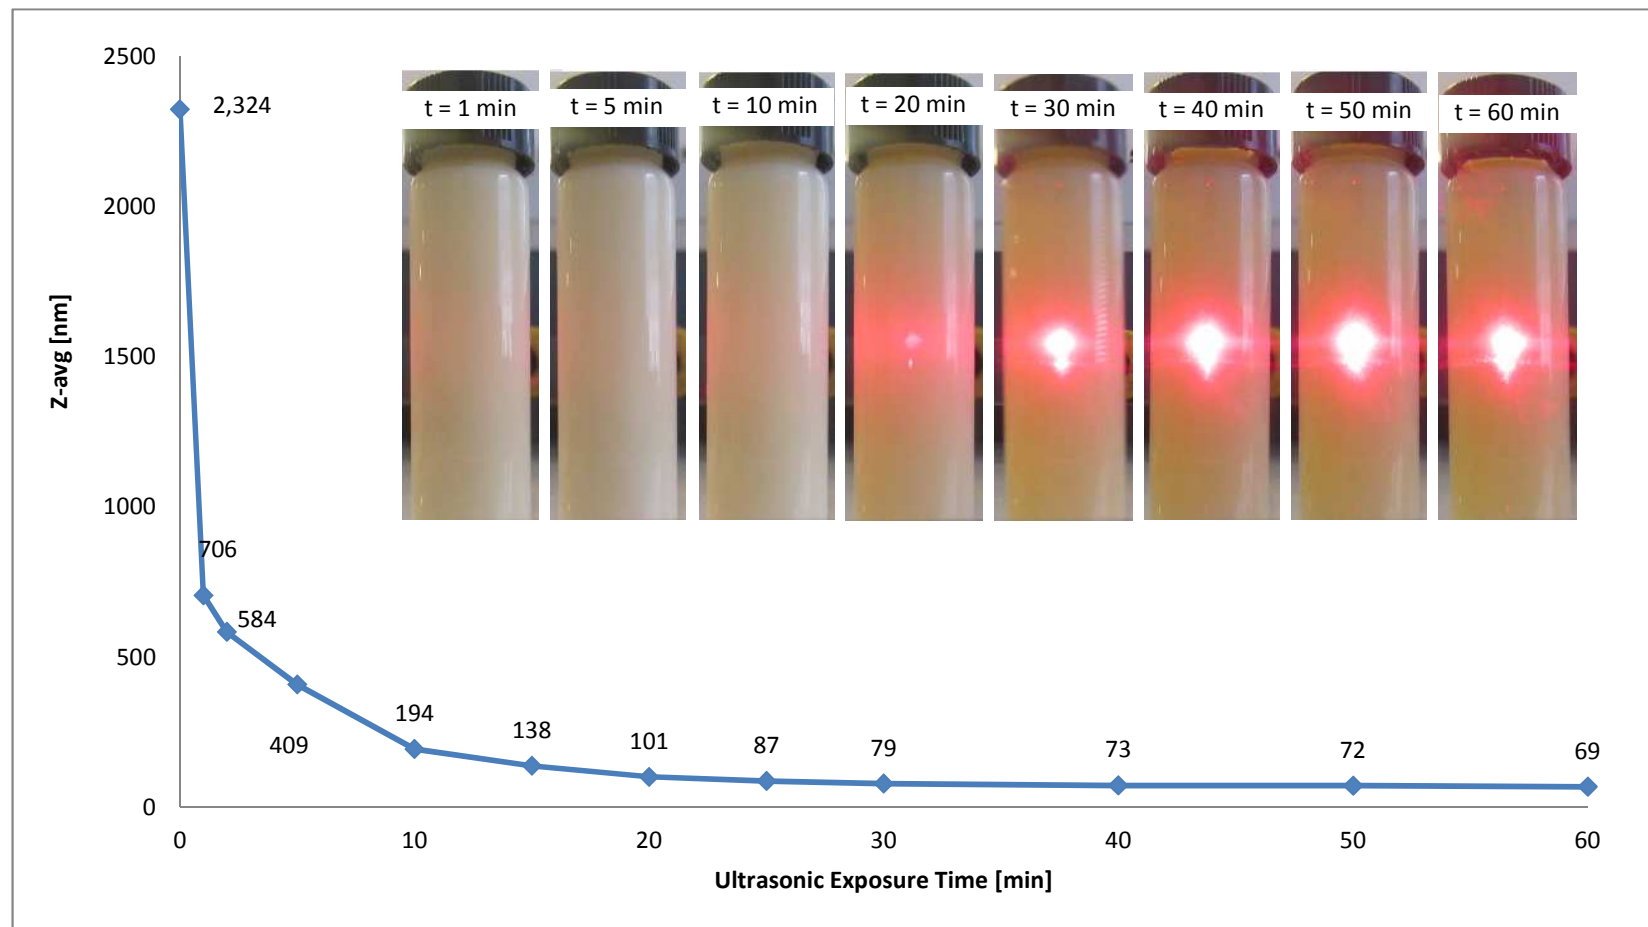 2500
2000
1500
1000
500
0
Z-avg [nm]
2,324
706
584
409
194
138
101
87
79
73
72
69
t = 1 min
t = 5 min
t = 10 min
t = 20 min
t = 30 min
t = 40 min
t = 50 min
t = 60 min
0 10 20 30 40 50 60
Ultrasonic Exposure Time [min]